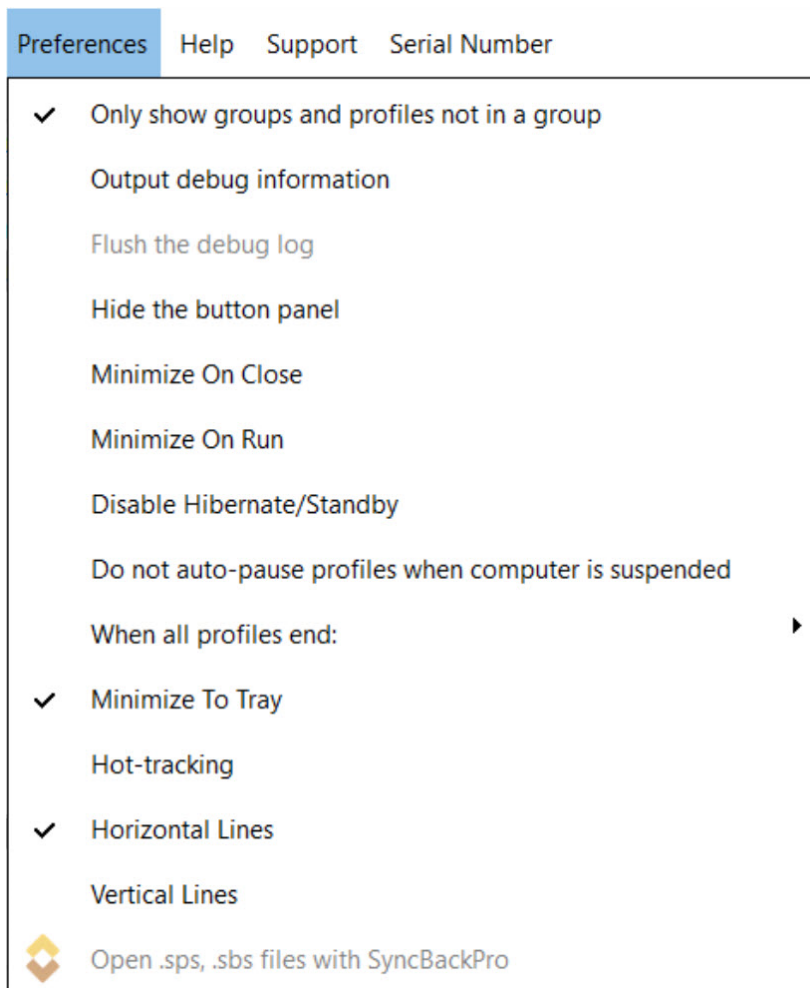 Preferences Help Support Serial Number
Only show groups and profiles not in a group
Output debug information
Flush the debug log
Hide the button panel
Minimize On Close
Minimize On Run
Disable Hibernate/Standby
Do not auto-pause profiles when computer is suspended
When all profiles end:
Minimize To Tray
Hot-tracking
Horizontal Lines
Vertical Lines
Open .sps, .sbs files with SyncBackPro